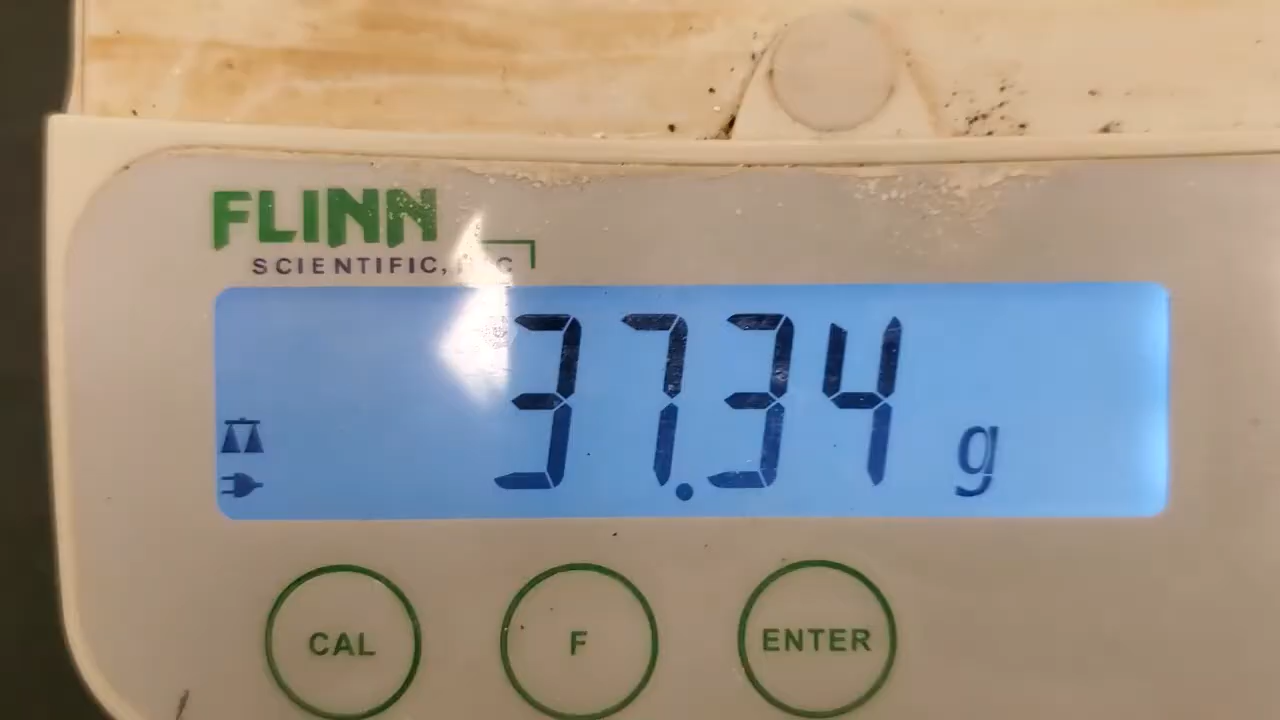 FLINN
SCIENTIFIC,
37.34 g
CAL
F
ENTER